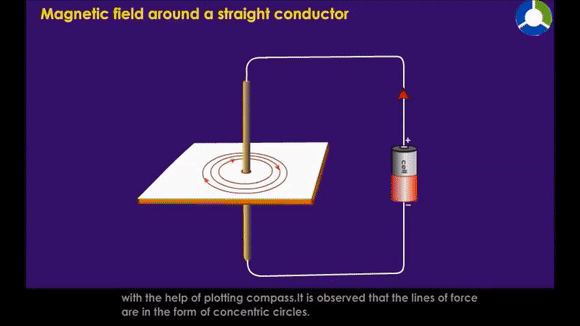 Magnetic field around a straight conductor
+
cell
–
with the help of plotting compass.It is observed that the lines of force
are in the form of concentric circles.